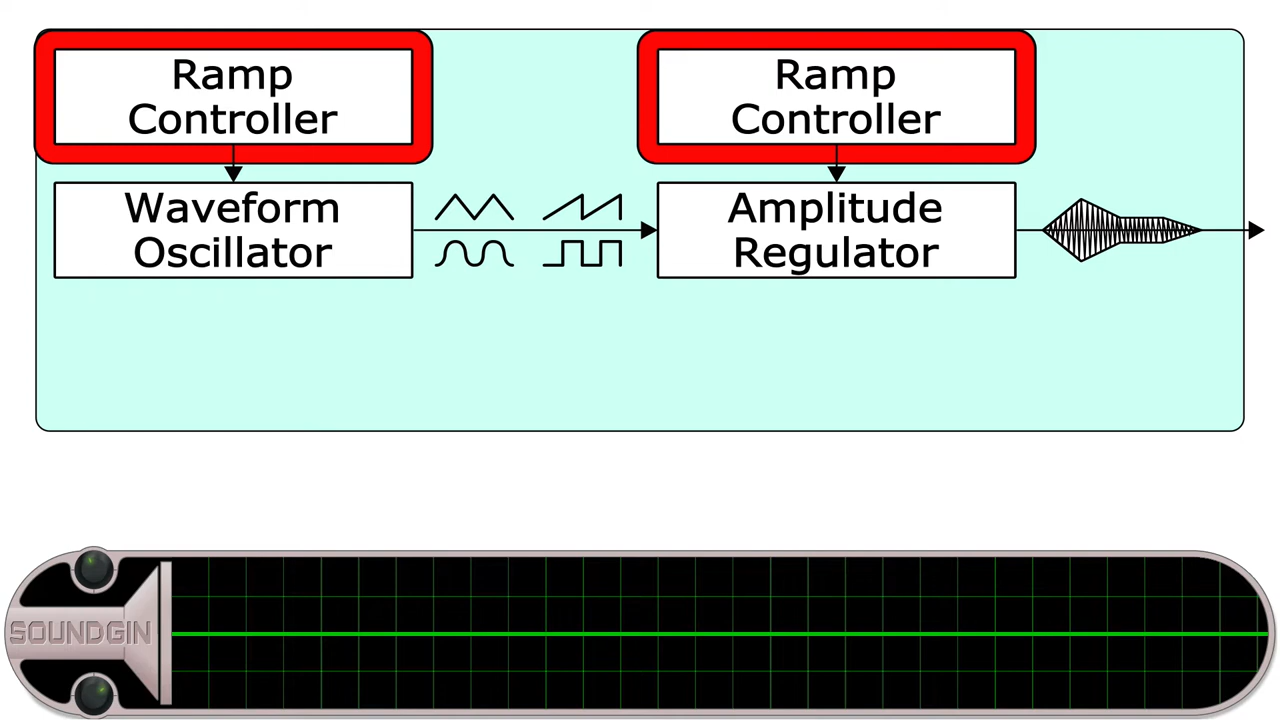 Ramp
Controller
Ramp
Controller
Waveform
Oscillator
Amplitude
Regulator
SOUNDGIN